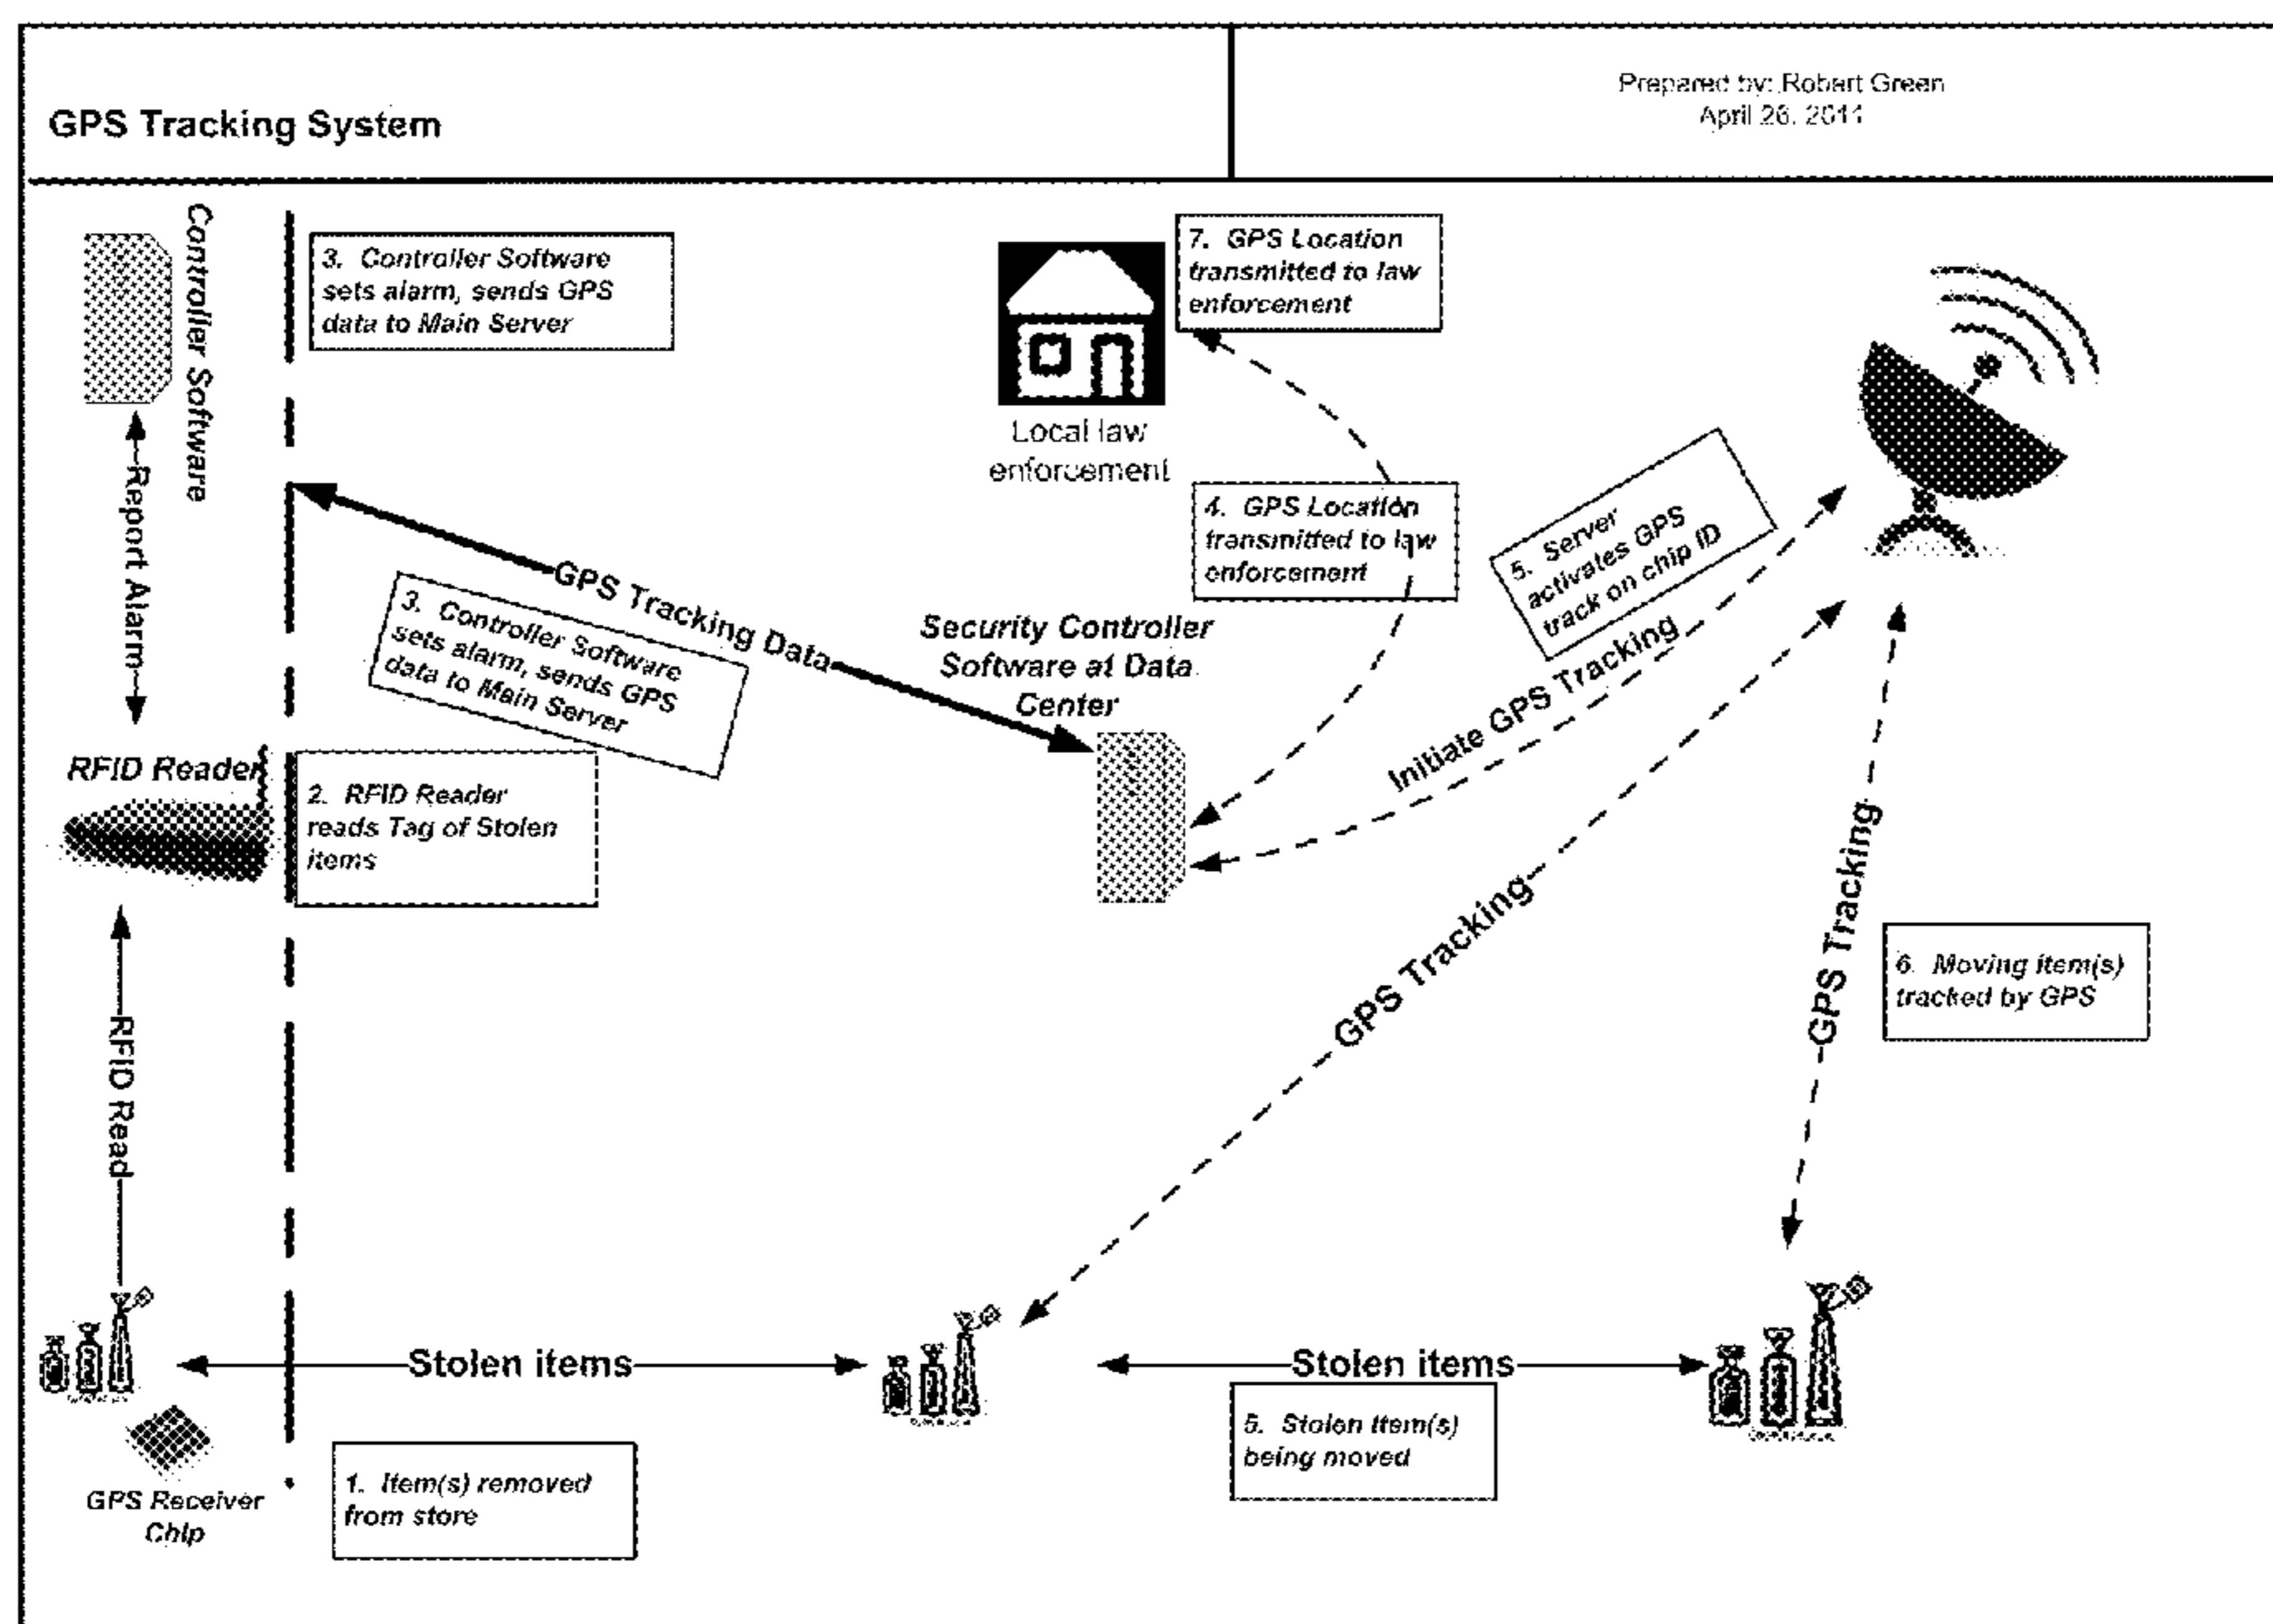 GPS Tracking System
Prepared by: Robert Green
April 26, 2011
Controller Software
3. Controller Software
sets alarm, sends GPS
data to Main Server
7. GPS Location
transmitted to law
enforcement
Local law
enforcement
Report Alarm
4. GPS Location
transmitted to law
enforcement
5. Server
activates GPS
track on chip ID
GPS Tracking Data
3. Controller Software
sets alarm, sends GPS
data to Main Server
Security Controller
Software at Data
Center
Initiate GPS Tracking
RFID Reader
2. RFID Reader
reads Tag of Stolen
items
GPS Tracking
GPS Tracking
6. Moving item(s)
tracked by GPS
RFID Read
Stolen items
Stolen items
5. Stolen Item(s)
being moved
GPS Receiver
Chip
1. Item(s) removed
from store